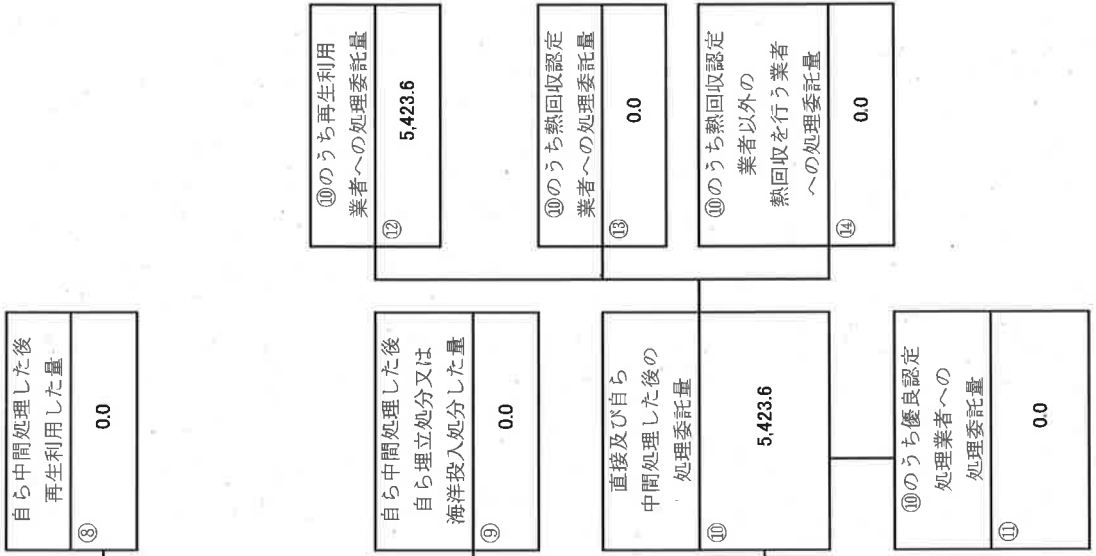 自ら中間処理した後
再生利用した量
⑧
0.0
自ら中間処理した後
自ら埋立処分又は
海洋投入処分した量
⑨
0.0
直接及び自ら
中間処理した後の
処理委託量
⑩
5,423.6
⑩のうち優良認定
処理業者への
処理委託量
⑪
0.0
⑩のうち再生利用
業者への処理委託量
⑫
5,423.6
⑩のうち熱回収認定
業者への処理委託量
⑬
0.0
⑩のうち熱回収認定
業者以外の
熱回収を行う業者
への処理委託量
⑭
0.0